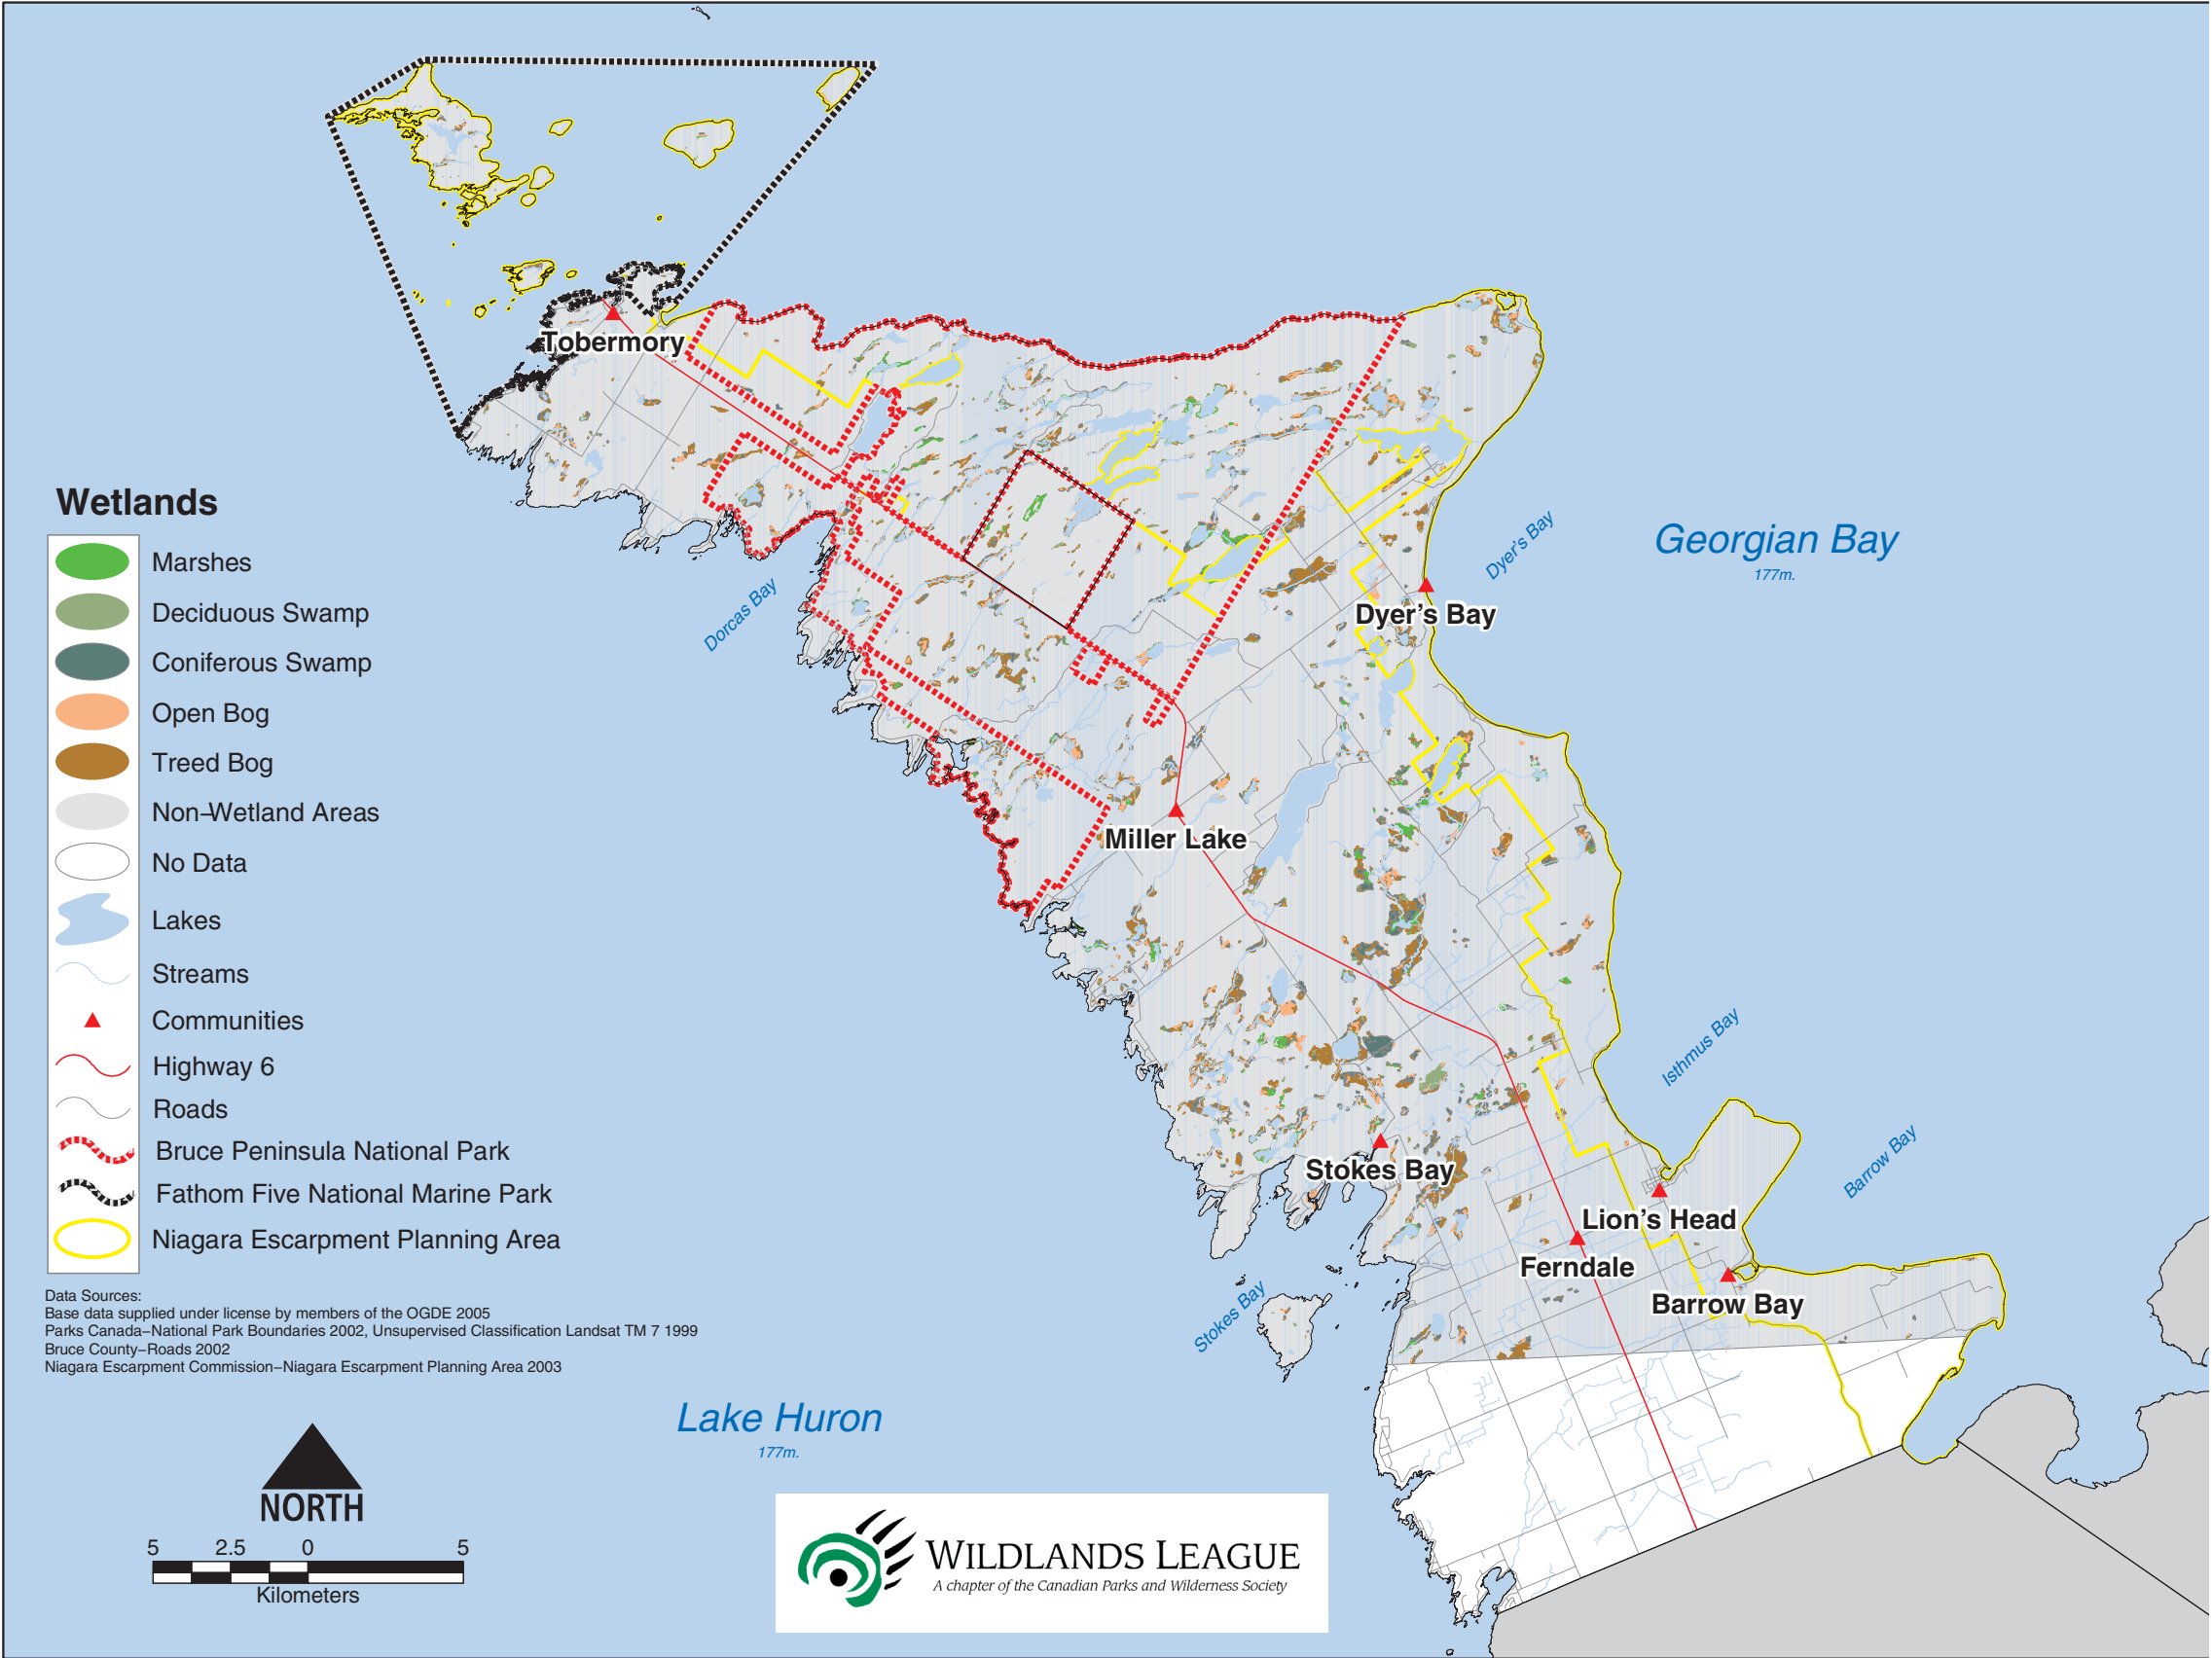 Tobermory
Georgian Bay
177m.
Dyer's Bay
Dyer's Bay
Dorcas Bay
Miller Lake
Isthmus Bay
Barrow Bay
Stokes Bay
Lion's Head
Ferndale
Barrow Bay
Stokes Bay
Lake Huron
177m.
Wetlands
Marshes
Deciduous Swamp
Coniferous Swamp
Open Bog
Treed Bog
Non–Wetland Areas
No Data
Lakes
Streams
Communities
Highway 6
Roads
Bruce Peninsula National Park
Fathom Five National Marine Park
Niagara Escarpment Planning Area
Data Sources:
Base data supplied under license by members of the OGDE 2005
Parks Canada–National Park Boundaries 2002, Unsupervised Classification Landsat TM 7 1999
Bruce County–Roads 2002
Niagara Escarpment Commission–Niagara Escarpment Planning Area 2003
NORTH
5 2.5 0 5
Kilometers
WILDLANDS LEAGUE
A chapter of the Canadian Parks and Wilderness Society